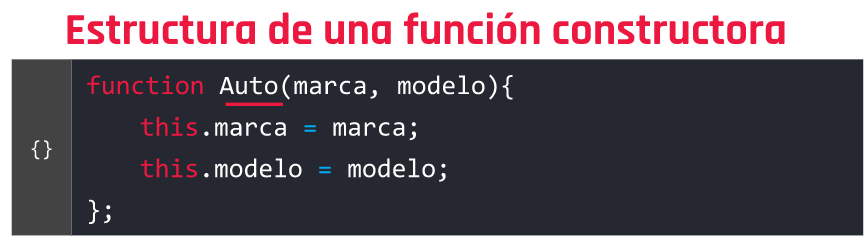 Estructura de una función constructora
function Auto(marca, modelo){
this.marca = marca;
{}
this.modelo = modelo;
};